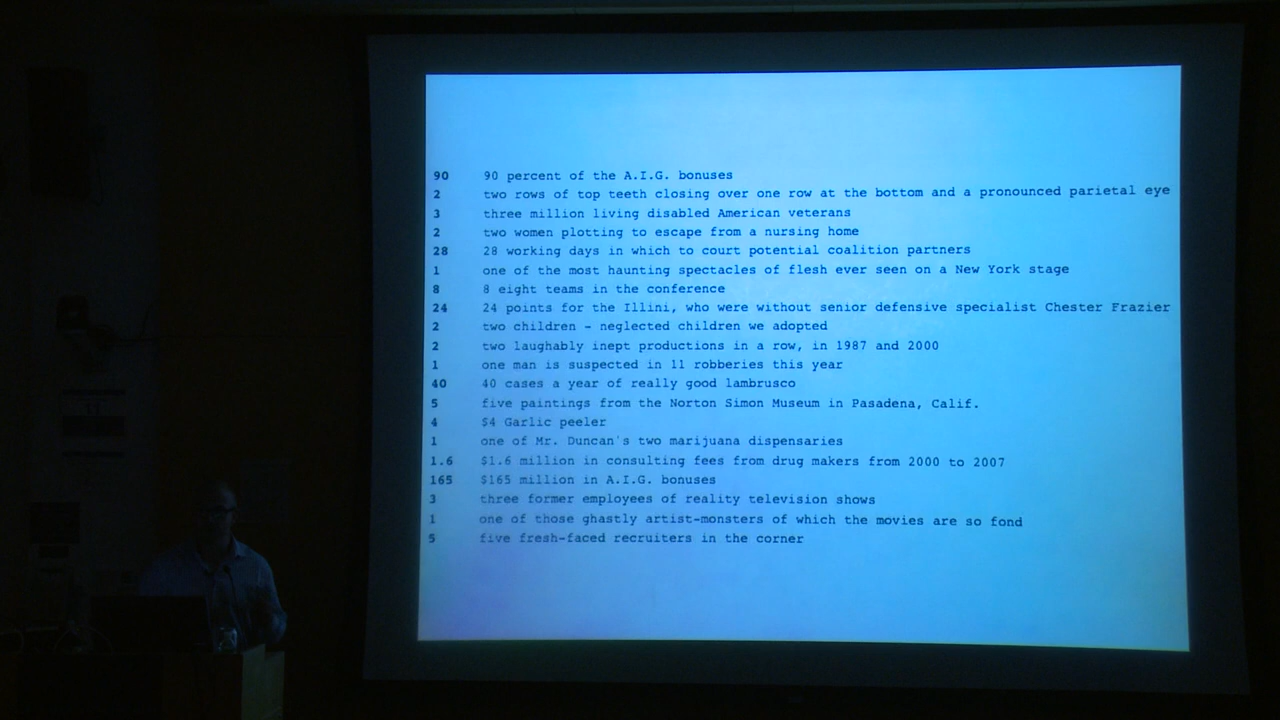 90 90 percent of the A.I.G. bonuses
2 two rows of top teeth closing over one row at the bottom and a pronounced parietal eye
3 three million living disabled American veterans
2 two women plotting to escape from a nursing home
28 28 working days in which to court potential coalition partners
1 one of the most haunting spectacles of flesh ever seen on a New York stage
8 8 eight teams in the conference
24 24 points for the Illini, who were without senior defensive specialist Chester Frazier
2 two children - neglected children we adopted
2 two laughably inept productions in a row, in 1987 and 2000
1 one man is suspected in 11 robberies this year
40 40 cases a year of really good lambrusco
5 five paintings from the Norton Simon Museum in Pasadena, Calif.
4 $4 Garlic peeler
1 one of Mr. Duncan's two marijuana dispensaries
1.6 $1.6 million in consulting fees from drug makers from 2000 to 2007
165 $165 million in A.I.G. bonuses
3 three former employees of reality television shows
1 one of those ghastly artist-monsters of which the movies are so fond
5 five fresh-faced recruiters in the corner